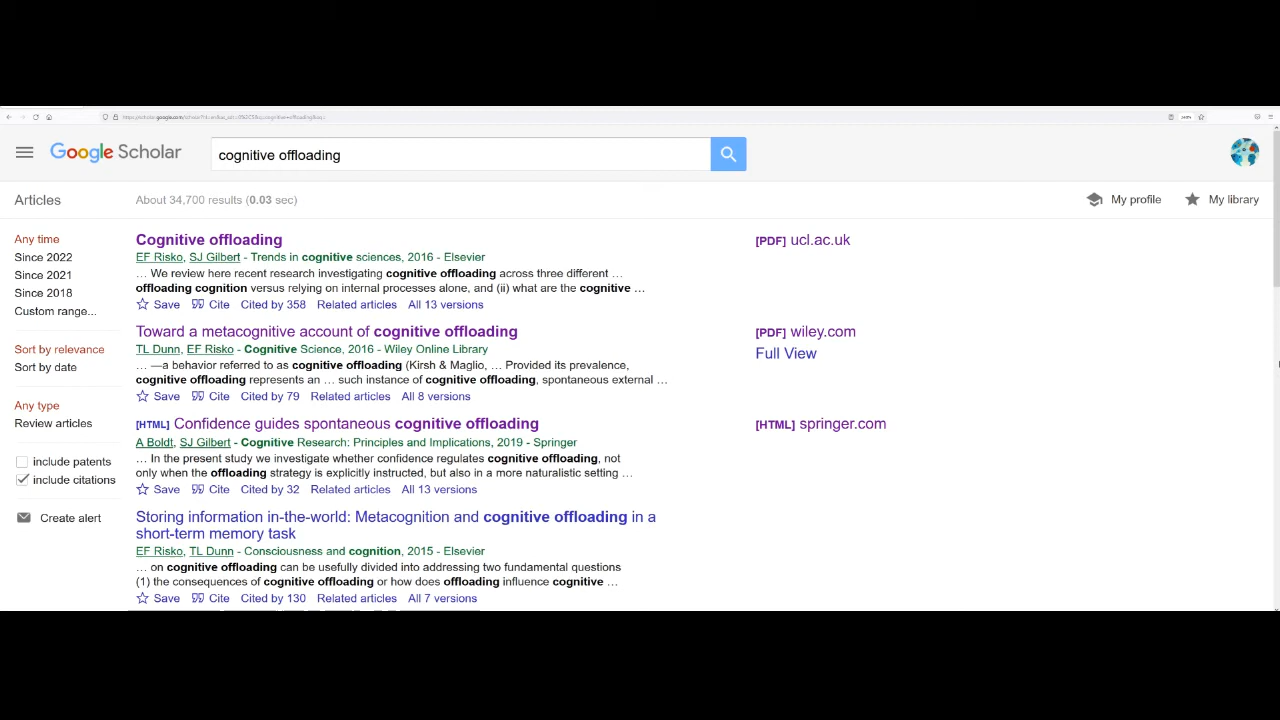 Google Scholar
cognitive offloading
Articles
About 34,700 results (0.03 sec)
My profile
My library
Any time
Since 2022
Since 2021
Since 2018
Custom range...
Sort by relevance
Sort by date
Any type
Review articles
include patents
include citations
Create alert
Cognitive offloading
[PDF] ucl.ac.uk
EF Risko, SJ Gilbert - Trends in cognitive sciences, 2016 - Elsevier
… We review here recent research investigating cognitive offloading across three different …
offloading cognition versus relying on internal processes alone, and (ii) what are the cognitive …
Save Cite Cited by 358 Related articles All 13 versions
Toward a metacognitive account of cognitive offloading
[PDF] wiley.com
Full View
TL Dunn, EF Risko - Cognitive Science, 2016 - Wiley Online Library
… —a behavior referred to as cognitive offloading (Kirsh & Maglio, … Provided its prevalence,
cognitive offloading represents an … such instance of cognitive offloading, spontaneous external …
Save Cite Cited by 79 Related articles All 8 versions
[HTML] Confidence guides spontaneous cognitive offloading
[HTML] springer.com
A Boldt, SJ Gilbert - Cognitive Research: Principles and Implications, 2019 - Springer
… In the present study we investigate whether confidence regulates cognitive offloading, not
only when the offloading strategy is explicitly instructed, but also in a more naturalistic setting …
Save Cite Cited by 32 Related articles All 13 versions
Storing information in-the-world: Metacognition and cognitive offloading in a
short-term memory task
EF Risko, TL Dunn - Consciousness and cognition, 2015 - Elsevier
… on cognitive offloading can be usefully divided into addressing two fundamental questions
(1) the consequences of cognitive offloading or how does offloading influence cognitive …
Save Cite Cited by 130 Related articles All 7 versions